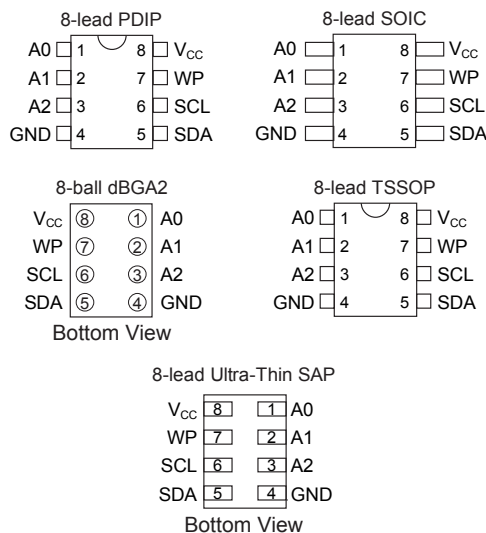 8-lead PDIP
A0 1 8 VCC
A1 2 7 WP
A2 3 6 SCL
GND 4 5 SDA
8-lead SOIC
A0 1 8 VCC
A1 2 7 WP
A2 3 6 SCL
GND 4 5 SDA
8-ball dBGA2
VCC 8 1 A0
WP 7 2 A1
SCL 6 3 A2
SDA 5 4 GND
Bottom View
8-lead TSSOP
A0 1 8 VCC
A1 2 7 WP
A2 3 6 SCL
GND 4 5 SDA
8-lead Ultra-Thin SAP
VCC 8 1 A0
WP 7 2 A1
SCL 6 3 A2
SDA 5 4 GND
Bottom View